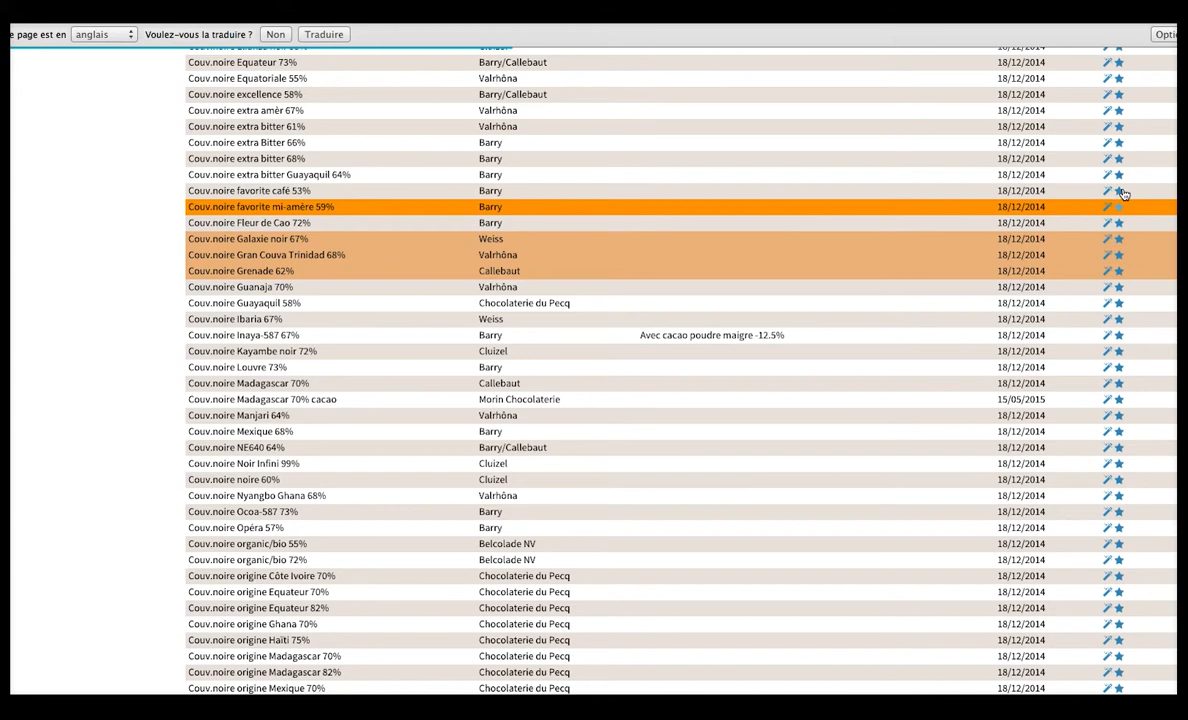 e page est en anglais Voulez-vous la traduire ? Non Traduire Opti
Couv.noire Equateur 73% Barry/Callebaut 18/12/2014
Couv.noire Equatoriale 55% Valrhôna 18/12/2014
Couv.noire excellence 58% Barry/Callebaut 18/12/2014
Couv.noire extra amèr 67% Valrhôna 18/12/2014
Couv.noire extra bitter 61% Valrhôna 18/12/2014
Couv.noire extra Bitter 66% Barry 18/12/2014
Couv.noire extra bitter 68% Barry 18/12/2014
Couv.noire extra bitter Guayaquil 64% Barry 18/12/2014
Couv.noire favorite café 53% Barry 18/12/2014
Couv.noire favorite mi-amère 59% Barry 18/12/2014
Couv.noire Fleur de Cao 72% Barry 18/12/2014
Couv.noire Galaxie noir 67% Weiss 18/12/2014
Couv.noire Gran Couva Trinidad 68% Valrhôna 18/12/2014
Couv.noire Grenade 62% Callebaut 18/12/2014
Couv.noire Guanaja 70% Valrhôna 18/12/2014
Couv.noire Guayaquil 58% Chocolaterie du Pecq 18/12/2014
Couv.noire Ibaria 67% Weiss 18/12/2014
Couv.noire Inaya-587 67% Barry Avec cacao poudre maigre -12.5% 18/12/2014
Couv.noire Kayambe noir 72% Cluizel 18/12/2014
Couv.noire Louvre 73% Barry 18/12/2014
Couv.noire Madagascar 70% Callebaut 18/12/2014
Couv.noire Madagascar 70% cacao Morin Chocolaterie 15/05/2015
Couv.noire Manjari 64% Valrhôna 18/12/2014
Couv.noire Mexique 68% Barry 18/12/2014
Couv.noire NE640 64% Barry/Callebaut 18/12/2014
Couv.noire Noir Infini 99% Cluizel 18/12/2014
Couv.noire noire 60% Cluizel 18/12/2014
Couv.noire Nyangbo Ghana 68% Valrhôna 18/12/2014
Couv.noire Ocoa-587 73% Barry 18/12/2014
Couv.noire Opéra 57% Barry 18/12/2014
Couv.noire organic/bio 55% Belcolade NV 18/12/2014
Couv.noire organic/bio 72% Belcolade NV 18/12/2014
Couv.noire origine Côte Ivoire 70% Chocolaterie du Pecq 18/12/2014
Couv.noire origine Equateur 70% Chocolaterie du Pecq 18/12/2014
Couv.noire origine Equateur 82% Chocolaterie du Pecq 18/12/2014
Couv.noire origine Ghana 70% Chocolaterie du Pecq 18/12/2014
Couv.noire origine Haïti 75% Chocolaterie du Pecq 18/12/2014
Couv.noire origine Madagascar 70% Chocolaterie du Pecq 18/12/2014
Couv.noire origine Madagascar 82% Chocolaterie du Pecq 18/12/2014
Couv.noire origine Mexique 70% Chocolaterie du Pecq 18/12/2014